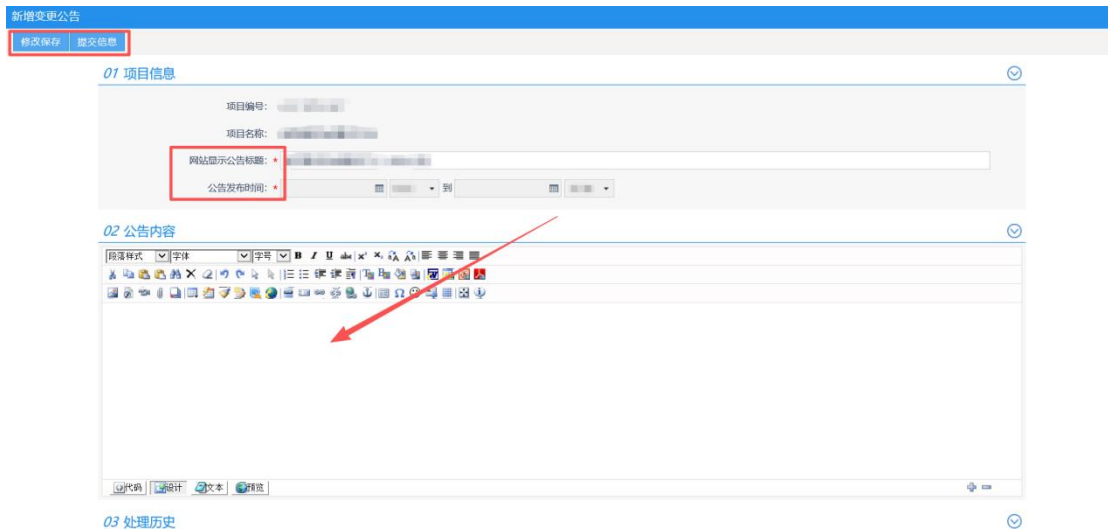 新增变更公告
修改保存 提交信息
01 项目信息
项目编号:
项目名称:
网站显示公告标题: *
公告发布时间: * 到
02 公告内容
段落样式 字体 字号 B I U abc x² x₂
代码 设计 文本 预览
03 处理历史